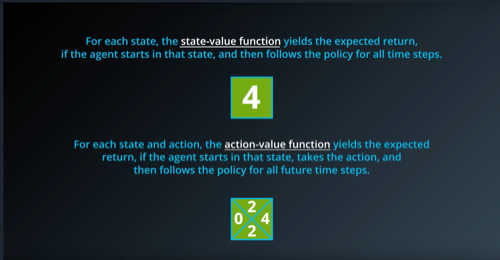 For each state, the state-value function yields the expected return,
if the agent starts in that state, and then follows the policy for all time steps.
4
For each state and action, the action-value function yields the expected
return, if the agent starts in that state, takes the action, and
then follows the policy for all future time steps.
2
0 4
2